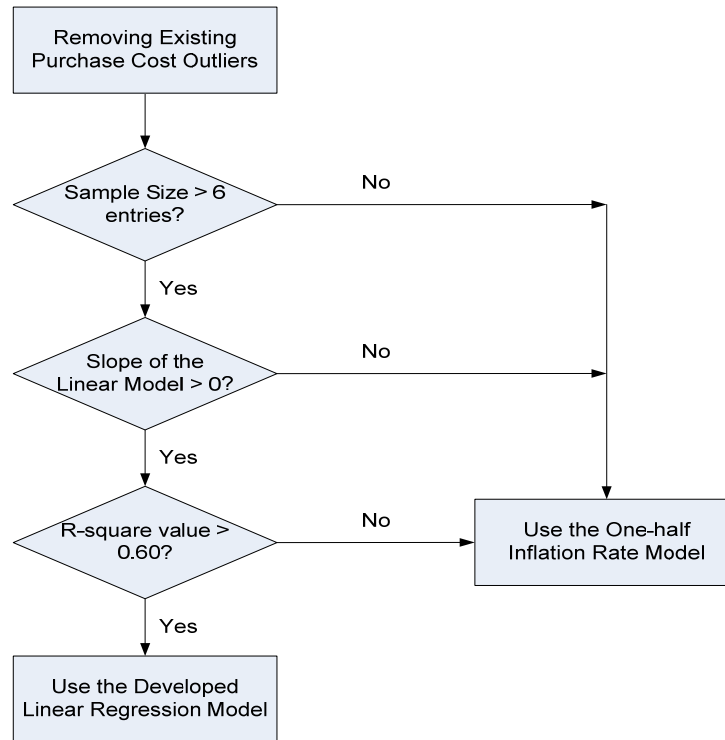 Removing Existing
Purchase Cost Outliers
Sample Size > 6
entries?
No
Yes
Slope of the
Linear Model > 0?
No
Yes
R-square value >
0.60?
No
Use the One-half
Inflation Rate Model
Yes
Use the Developed
Linear Regression Model